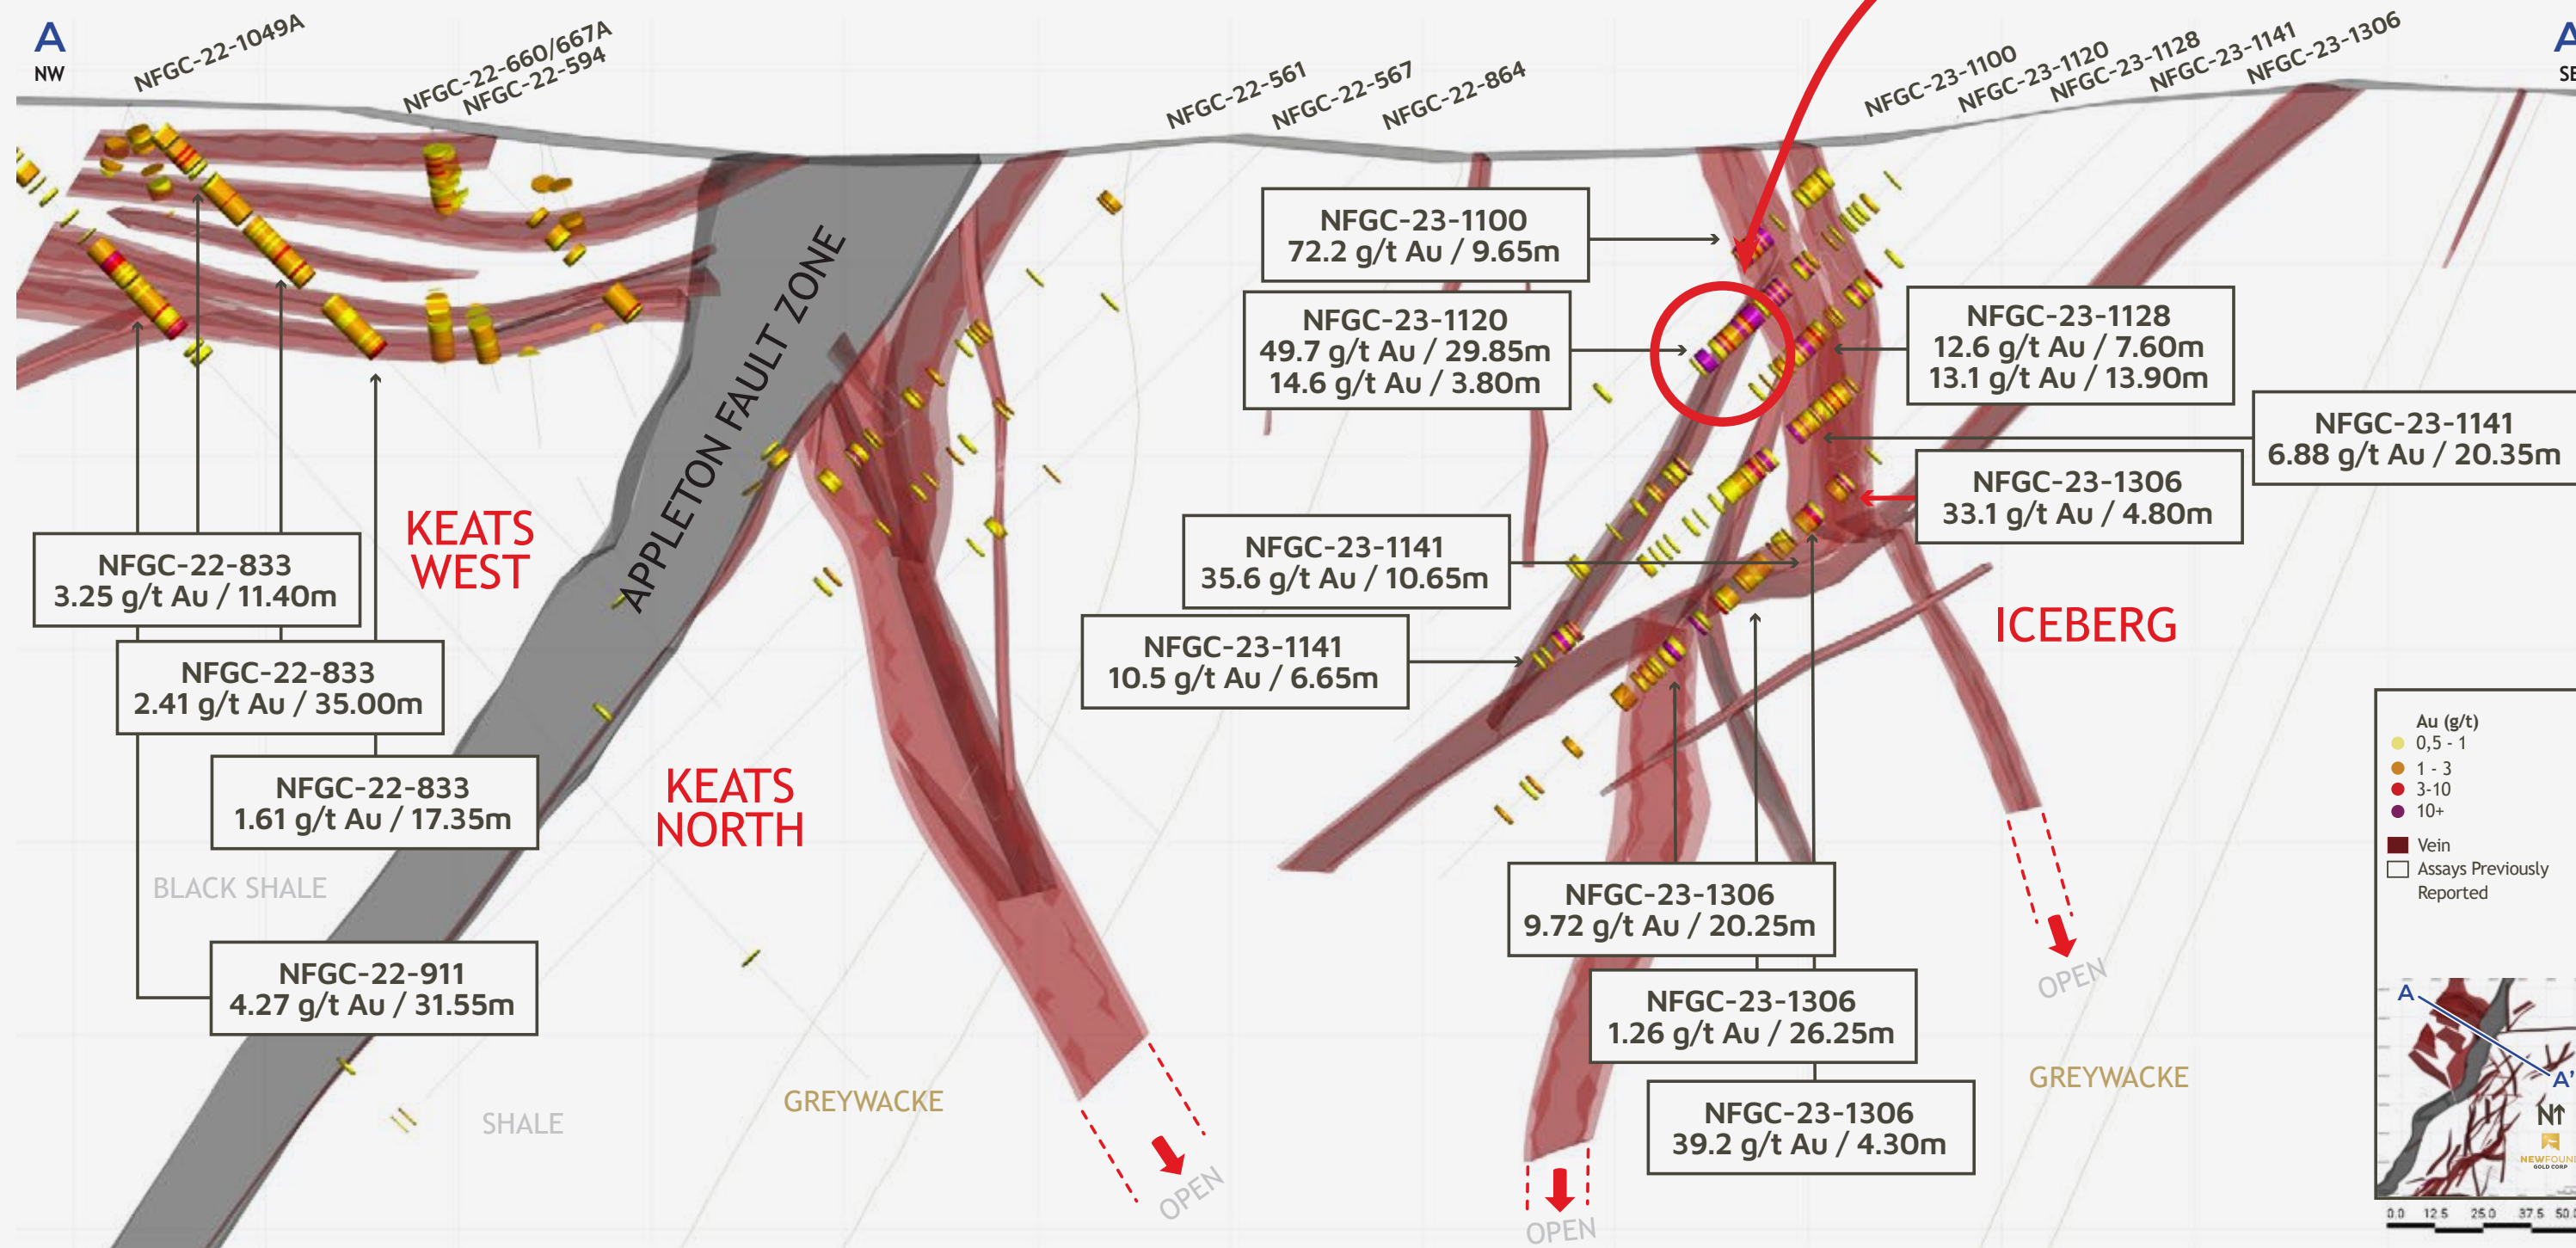 A
NW
NFGC-22-1049A
NFGC-22-660/667A
NFGC-22-594
NFGC-22-561
NFGC-22-567
NFGC-22-864
NFGC-23-1100
NFGC-23-1120
NFGC-23-1128
NFGC-23-1141
NFGC-23-1306
A
SE
NFGC-23-1100
72.2 g/t Au / 9.65m
NFGC-23-1120
49.7 g/t Au / 29.85m
14.6 g/t Au / 3.80m
NFGC-23-1128
12.6 g/t Au / 7.60m
13.1 g/t Au / 13.90m
NFGC-23-1141
6.88 g/t Au / 20.35m
NFGC-23-1306
33.1 g/t Au / 4.80m
NFGC-23-1141
35.6 g/t Au / 10.65m
NFGC-23-1141
10.5 g/t Au / 6.65m
APPLETON FAULT ZONE
KEATS
WEST
NFGC-22-833
3.25 g/t Au / 11.40m
NFGC-22-833
2.41 g/t Au / 35.00m
NFGC-22-833
1.61 g/t Au / 17.35m
KEATS
NORTH
ICEBERG
BLACK SHALE
NFGC-22-911
4.27 g/t Au / 31.55m
NFGC-23-1306
9.72 g/t Au / 20.25m
NFGC-23-1306
1.26 g/t Au / 26.25m
NFGC-23-1306
39.2 g/t Au / 4.30m
SHALE
GREYWACKE
OPEN
OPEN
OPEN
GREYWACKE
Au (g/t)
0,5 - 1
1 - 3
3-10
10+
Vein
Assays Previously
Reported
A
A'
N
NEWFOUN
GOLD CORP
0.0 12.5 25.0 37.5 50.